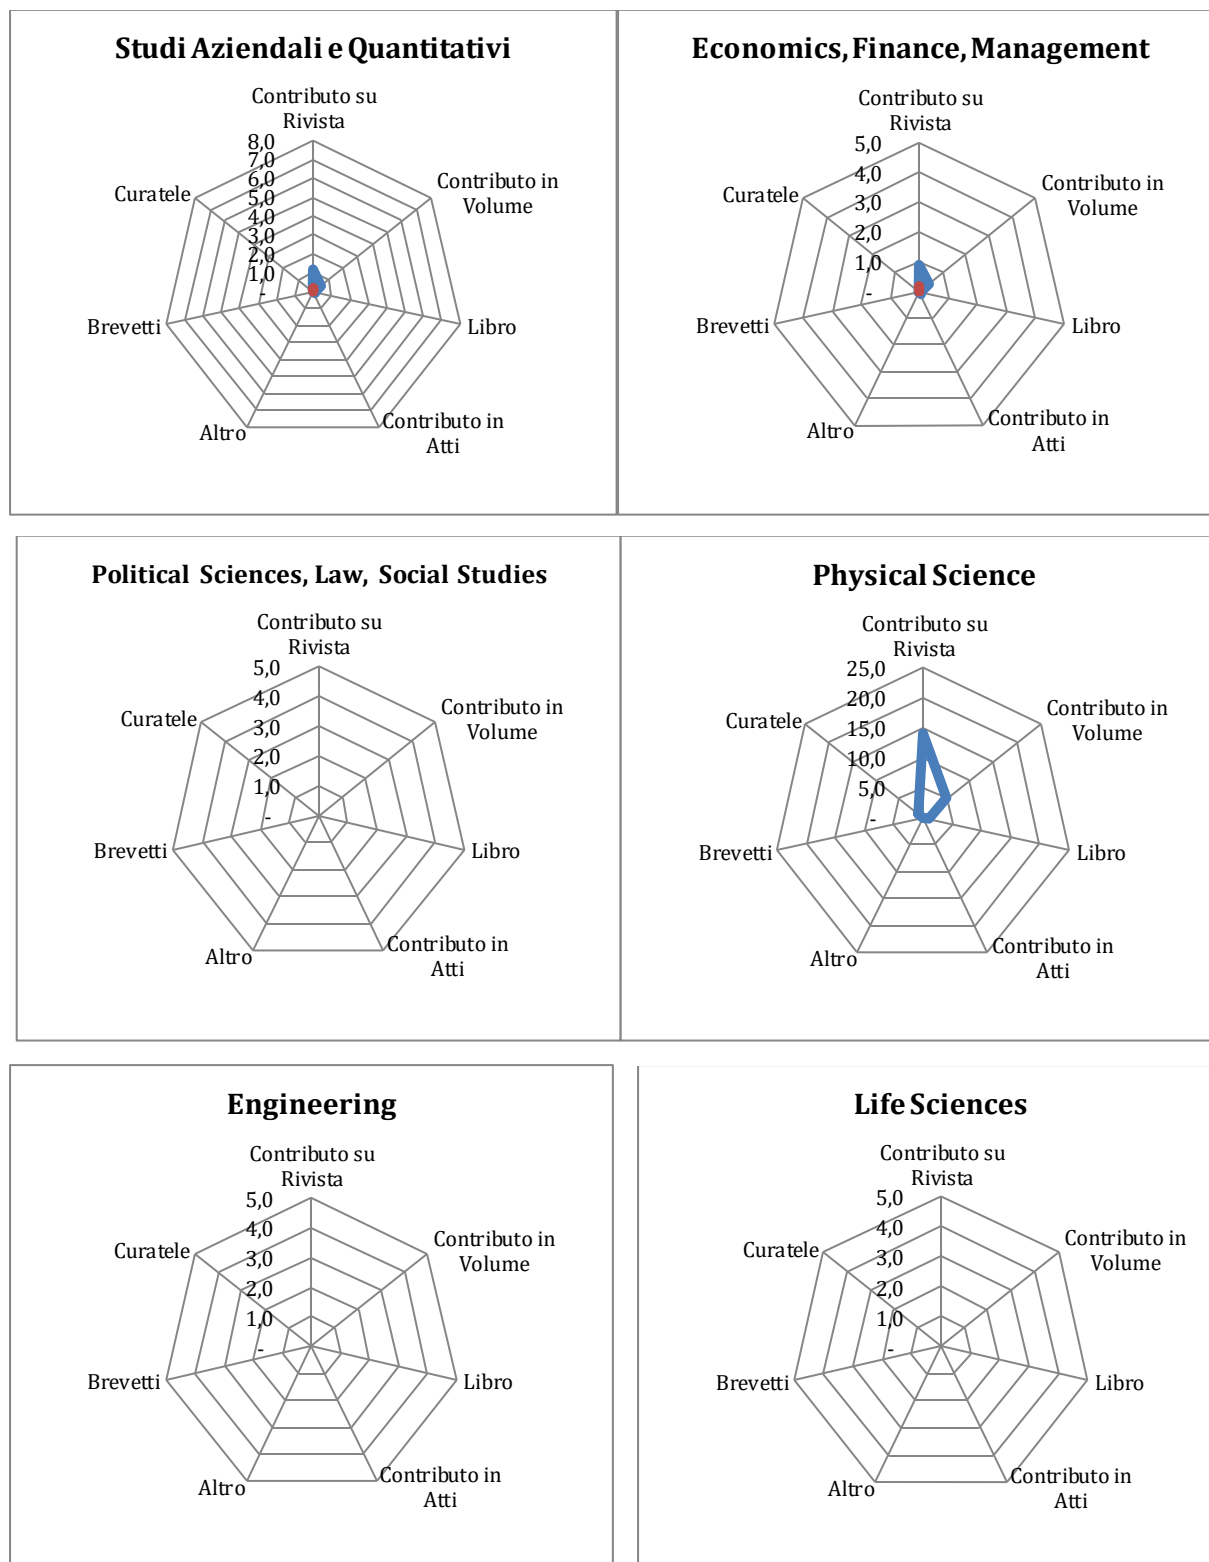 Studi Aziendali e Quantitativi
Contributo su
Rivista
8,0
7,0
6,0
5,0
4,0
3,0
2,0
1,0
-
Contributo in
Volume
Libro
Contributo in
Atti
Altro
Brevetti
Curatele
Economics, Finance, Management
Contributo su
Rivista
5,0
4,0
3,0
2,0
1,0
-
Contributo in
Volume
Libro
Contributo in
Atti
Altro
Brevetti
Curatele
Political Sciences, Law, Social Studies
Contributo su
Rivista
5,0
4,0
3,0
2,0
1,0
-
Contributo in
Volume
Libro
Contributo in
Atti
Altro
Brevetti
Curatele
Physical Science
Contributo su
Rivista
25,0
20,0
15,0
10,0
5,0
-
Contributo in
Volume
Libro
Contributo in
Atti
Altro
Brevetti
Curatele
Engineering
Contributo su
Rivista
5,0
4,0
3,0
2,0
1,0
-
Contributo in
Volume
Libro
Contributo in
Atti
Altro
Brevetti
Curatele
Life Sciences
Contributo su
Rivista
5,0
4,0
3,0
2,0
1,0
-
Contributo in
Volume
Libro
Contributo in
Atti
Altro
Brevetti
Curatele